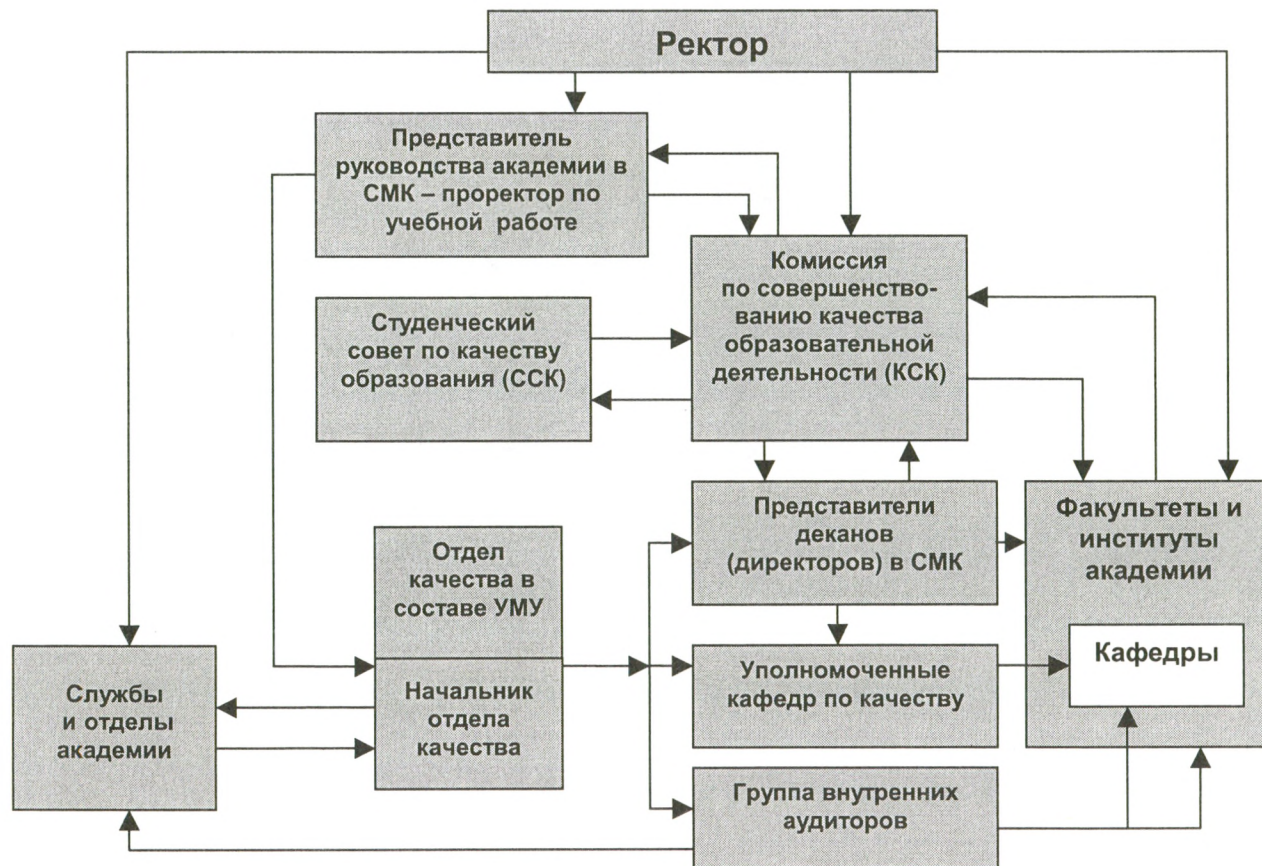 Ректор
Представитель
руководства академии в
СМК – проректор по
учебной работе
Комиссия
по совершенство-
ванию качества
образовательной
деятельности (КСК)
Студенческий
совет по качеству
образования (ССК)
Представители
деканов
(директоров) в СМК
Факультеты и
институты
академии
Отдел
качества в
составе УМУ
Кафедры
Уполномоченные
кафедр по качеству
Службы
и отделы
академии
Начальник
отдела
качества
Группа внутренних
аудиторов